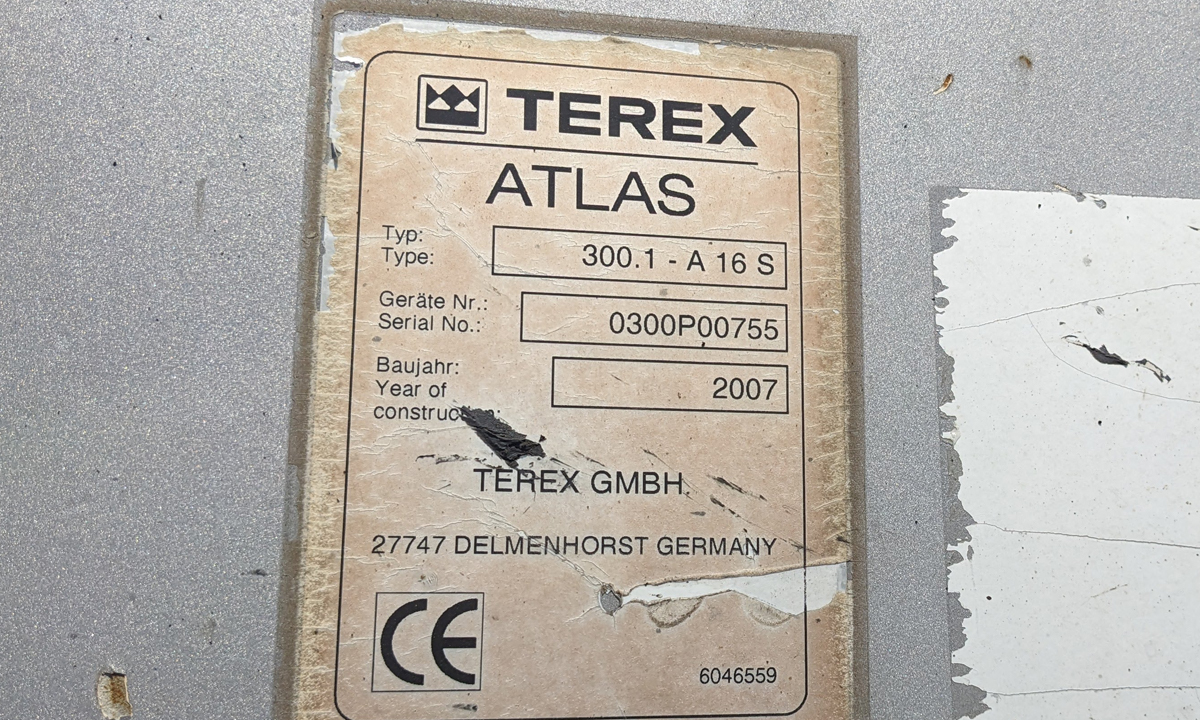 TEREX
ATLAS
Typ:
Type: 300.1 - A 16 S
Geräte Nr.:
Serial No.: 0300P00755
Baujahr:
Year of 2007
TEREX GMBH
27747 DELMENHORST GERMANY
CE
6046559